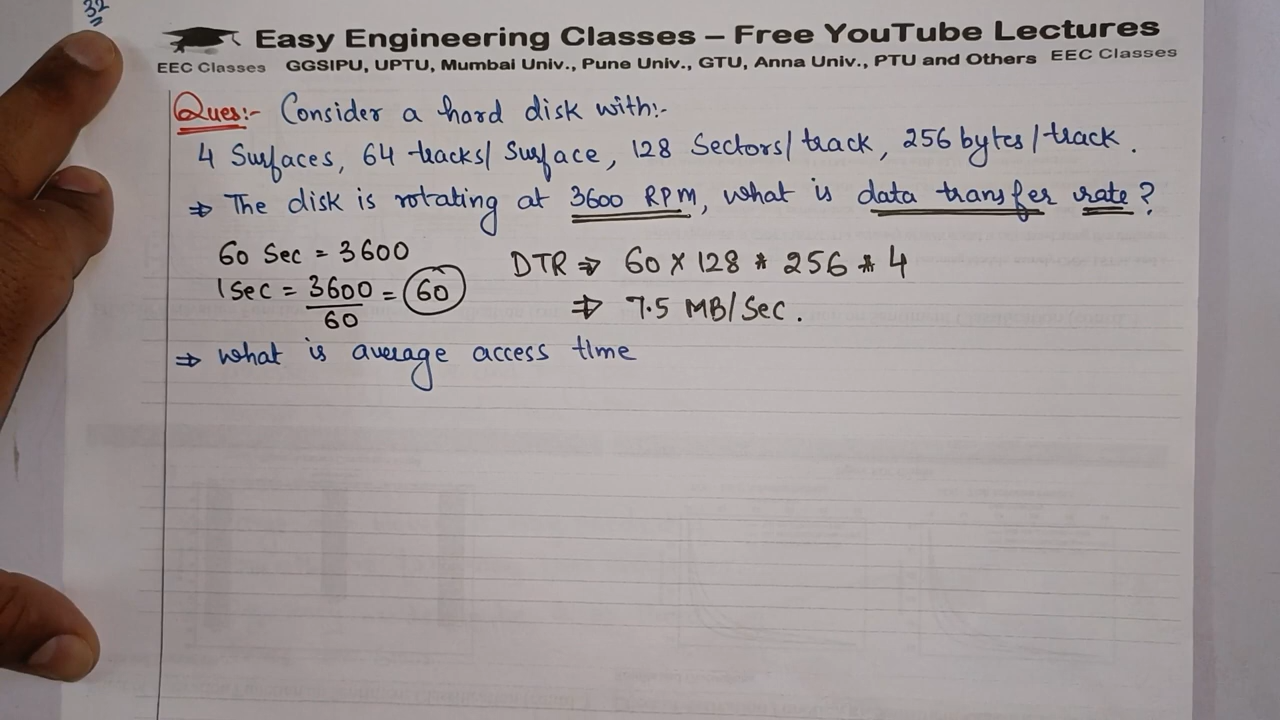 32
Easy Engineering Classes – Free YouTube Lectures
EEC Classes GGSIPU, UPTU, Mumbai Univ., Pune Univ., GTU, Anna Univ., PTU and Others EEC Classes
Ques:- Consider a hard disk with:-
4 Surfaces, 64 tracks/Surface, 128 Sectors/track, 256 bytes/track.
⇒ The disk is rotating at 3600 RPM, what is data transfer rate?
60 Sec = 3600
1 Sec = 3600/60 = 60
DTR ⇒ 60 × 128 * 256 * 4
⇒ 7.5 MB/Sec.
⇒ what is average access time